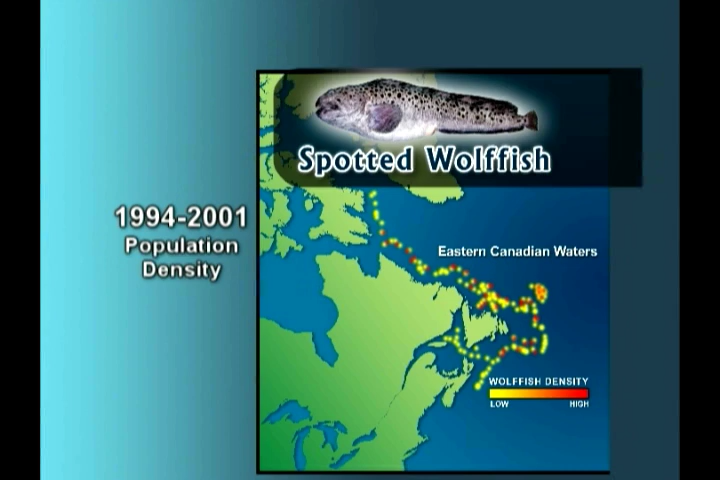 Spotted Wolffish
1994-2001
Population
Density
Eastern Canadian Waters
WOLFFISH DENSITY
LOW HIGH